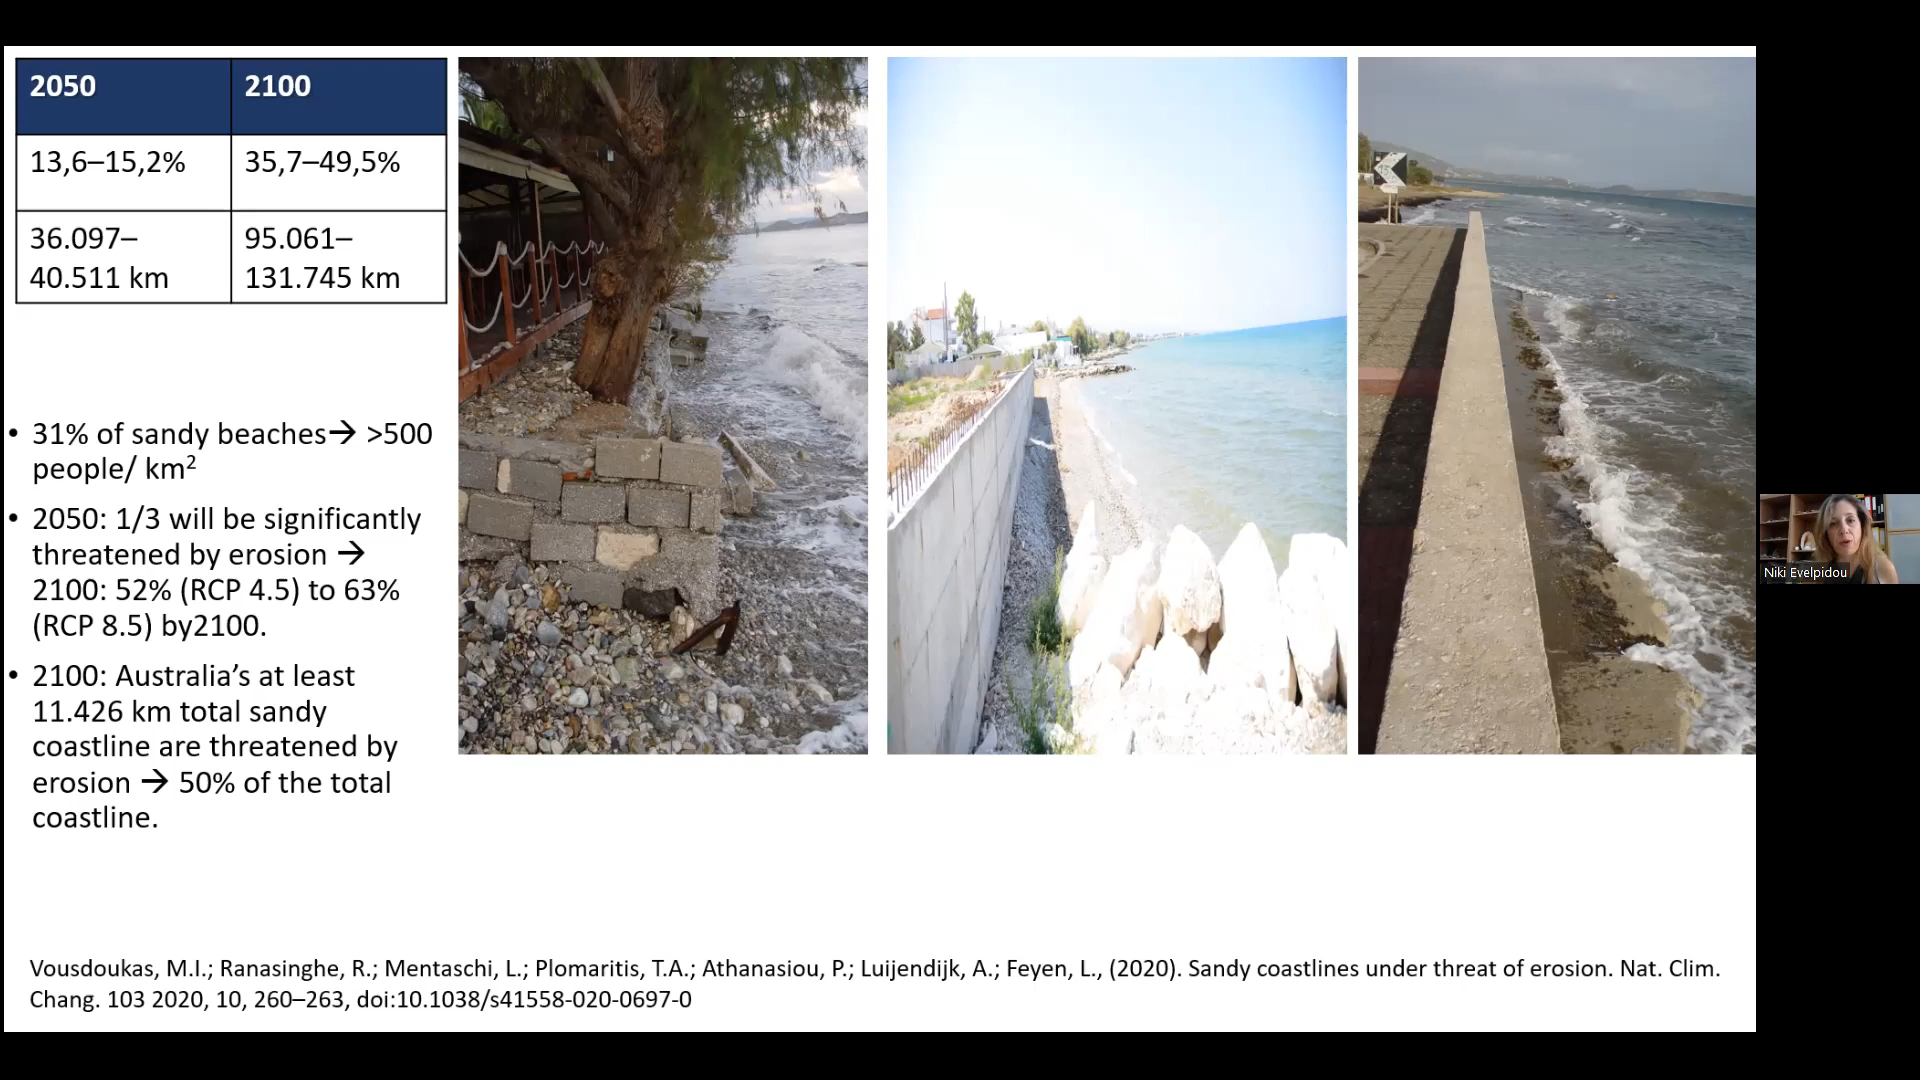 2050
2100
13,6–15,2%
35,7–49,5%
36.097–
40.511 km
95.061–
131.745 km
• 31% of sandy beaches→ >500
people/ km²
• 2050: 1/3 will be significantly
threatened by erosion →
2100: 52% (RCP 4.5) to 63%
(RCP 8.5) by2100.
• 2100: Australia’s at least
11.426 km total sandy
coastline are threatened by
erosion → 50% of the total
coastline.
Niki Evelpidou
Vousdoukas, M.I.; Ranasinghe, R.; Mentaschi, L.; Plomaritis, T.A.; Athanasiou, P.; Luijendijk, A.; Feyen, L., (2020). Sandy coastlines under threat of erosion. Nat. Clim.
Chang. 103 2020, 10, 260–263, doi:10.1038/s41558-020-0697-0